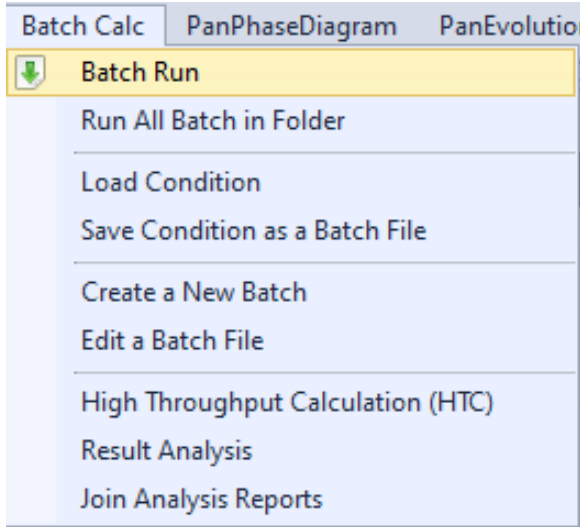 Batch Calc PanPhaseDiagram PanEvolutio
Batch Run
Run All Batch in Folder
Load Condition
Save Condition as a Batch File
Create a New Batch
Edit a Batch File
High Throughput Calculation (HTC)
Result Analysis
Join Analysis Reports